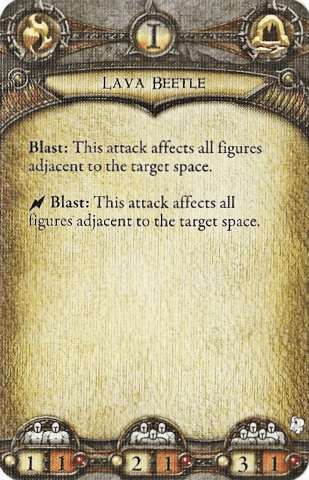 I
Lava Beetle
Blast: This attack affects all figures
adjacent to the target space.
Blast: This attack affects all
figures adjacent to the target space.
1 1 2 1 3 1